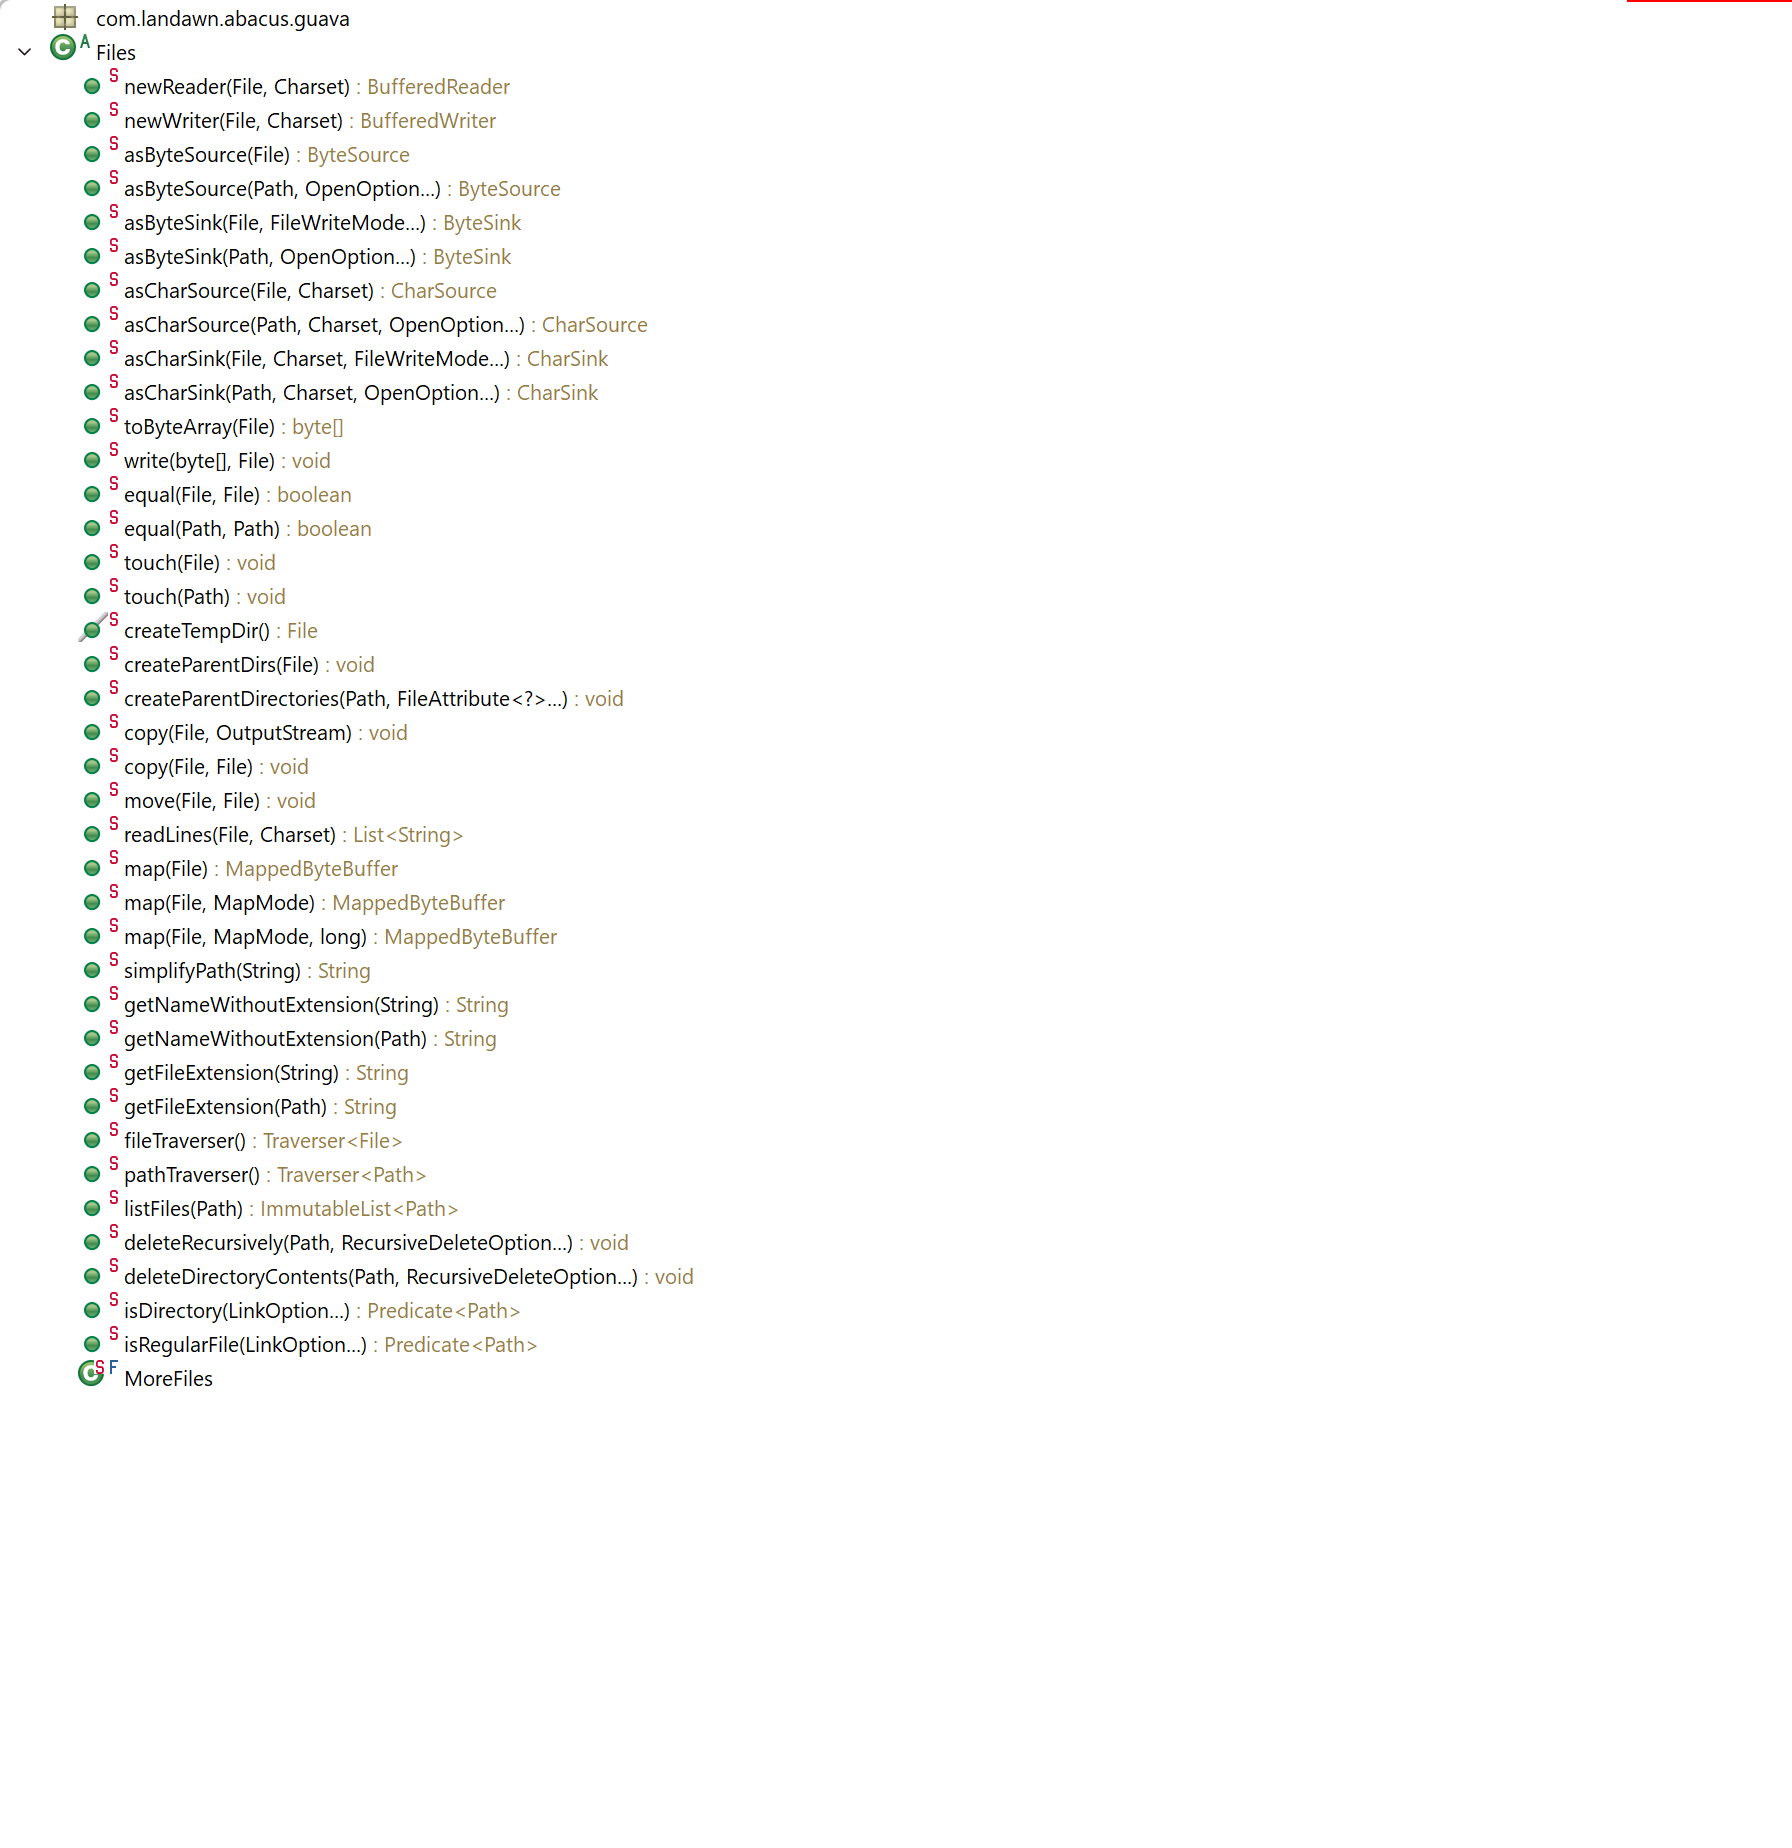 com.landawn.abacus.guava
Files
newReader(File, Charset) : BufferedReader
newWriter(File, Charset) : BufferedWriter
asByteSource(File) : ByteSource
asByteSource(Path, OpenOption...) : ByteSource
asByteSink(File, FileWriteMode...) : ByteSink
asByteSink(Path, OpenOption...) : ByteSink
asCharSource(File, Charset) : CharSource
asCharSource(Path, Charset, OpenOption...) : CharSource
asCharSink(File, Charset, FileWriteMode...) : CharSink
asCharSink(Path, Charset, OpenOption...) : CharSink
toByteArray(File) : byte[]
write(byte[], File) : void
equal(File, File) : boolean
equal(Path, Path) : boolean
touch(File) : void
touch(Path) : void
createTempDir() : File
createParentDirs(File) : void
createParentDirectories(Path, FileAttribute<?>...) : void
copy(File, OutputStream) : void
copy(File, File) : void
move(File, File) : void
readLines(File, Charset) : List<String>
map(File) : MappedByteBuffer
map(File, MapMode) : MappedByteBuffer
map(File, MapMode, long) : MappedByteBuffer
simplifyPath(String) : String
getNameWithoutExtension(String) : String
getNameWithoutExtension(Path) : String
getFileExtension(String) : String
getFileExtension(Path) : String
fileTraverser() : Traverser<File>
pathTraverser() : Traverser<Path>
listFiles(Path) : ImmutableList<Path>
deleteRecursively(Path, RecursiveDeleteOption...) : void
deleteDirectoryContents(Path, RecursiveDeleteOption...) : void
isDirectory(LinkOption...) : Predicate<Path>
isRegularFile(LinkOption...) : Predicate<Path>
MoreFiles